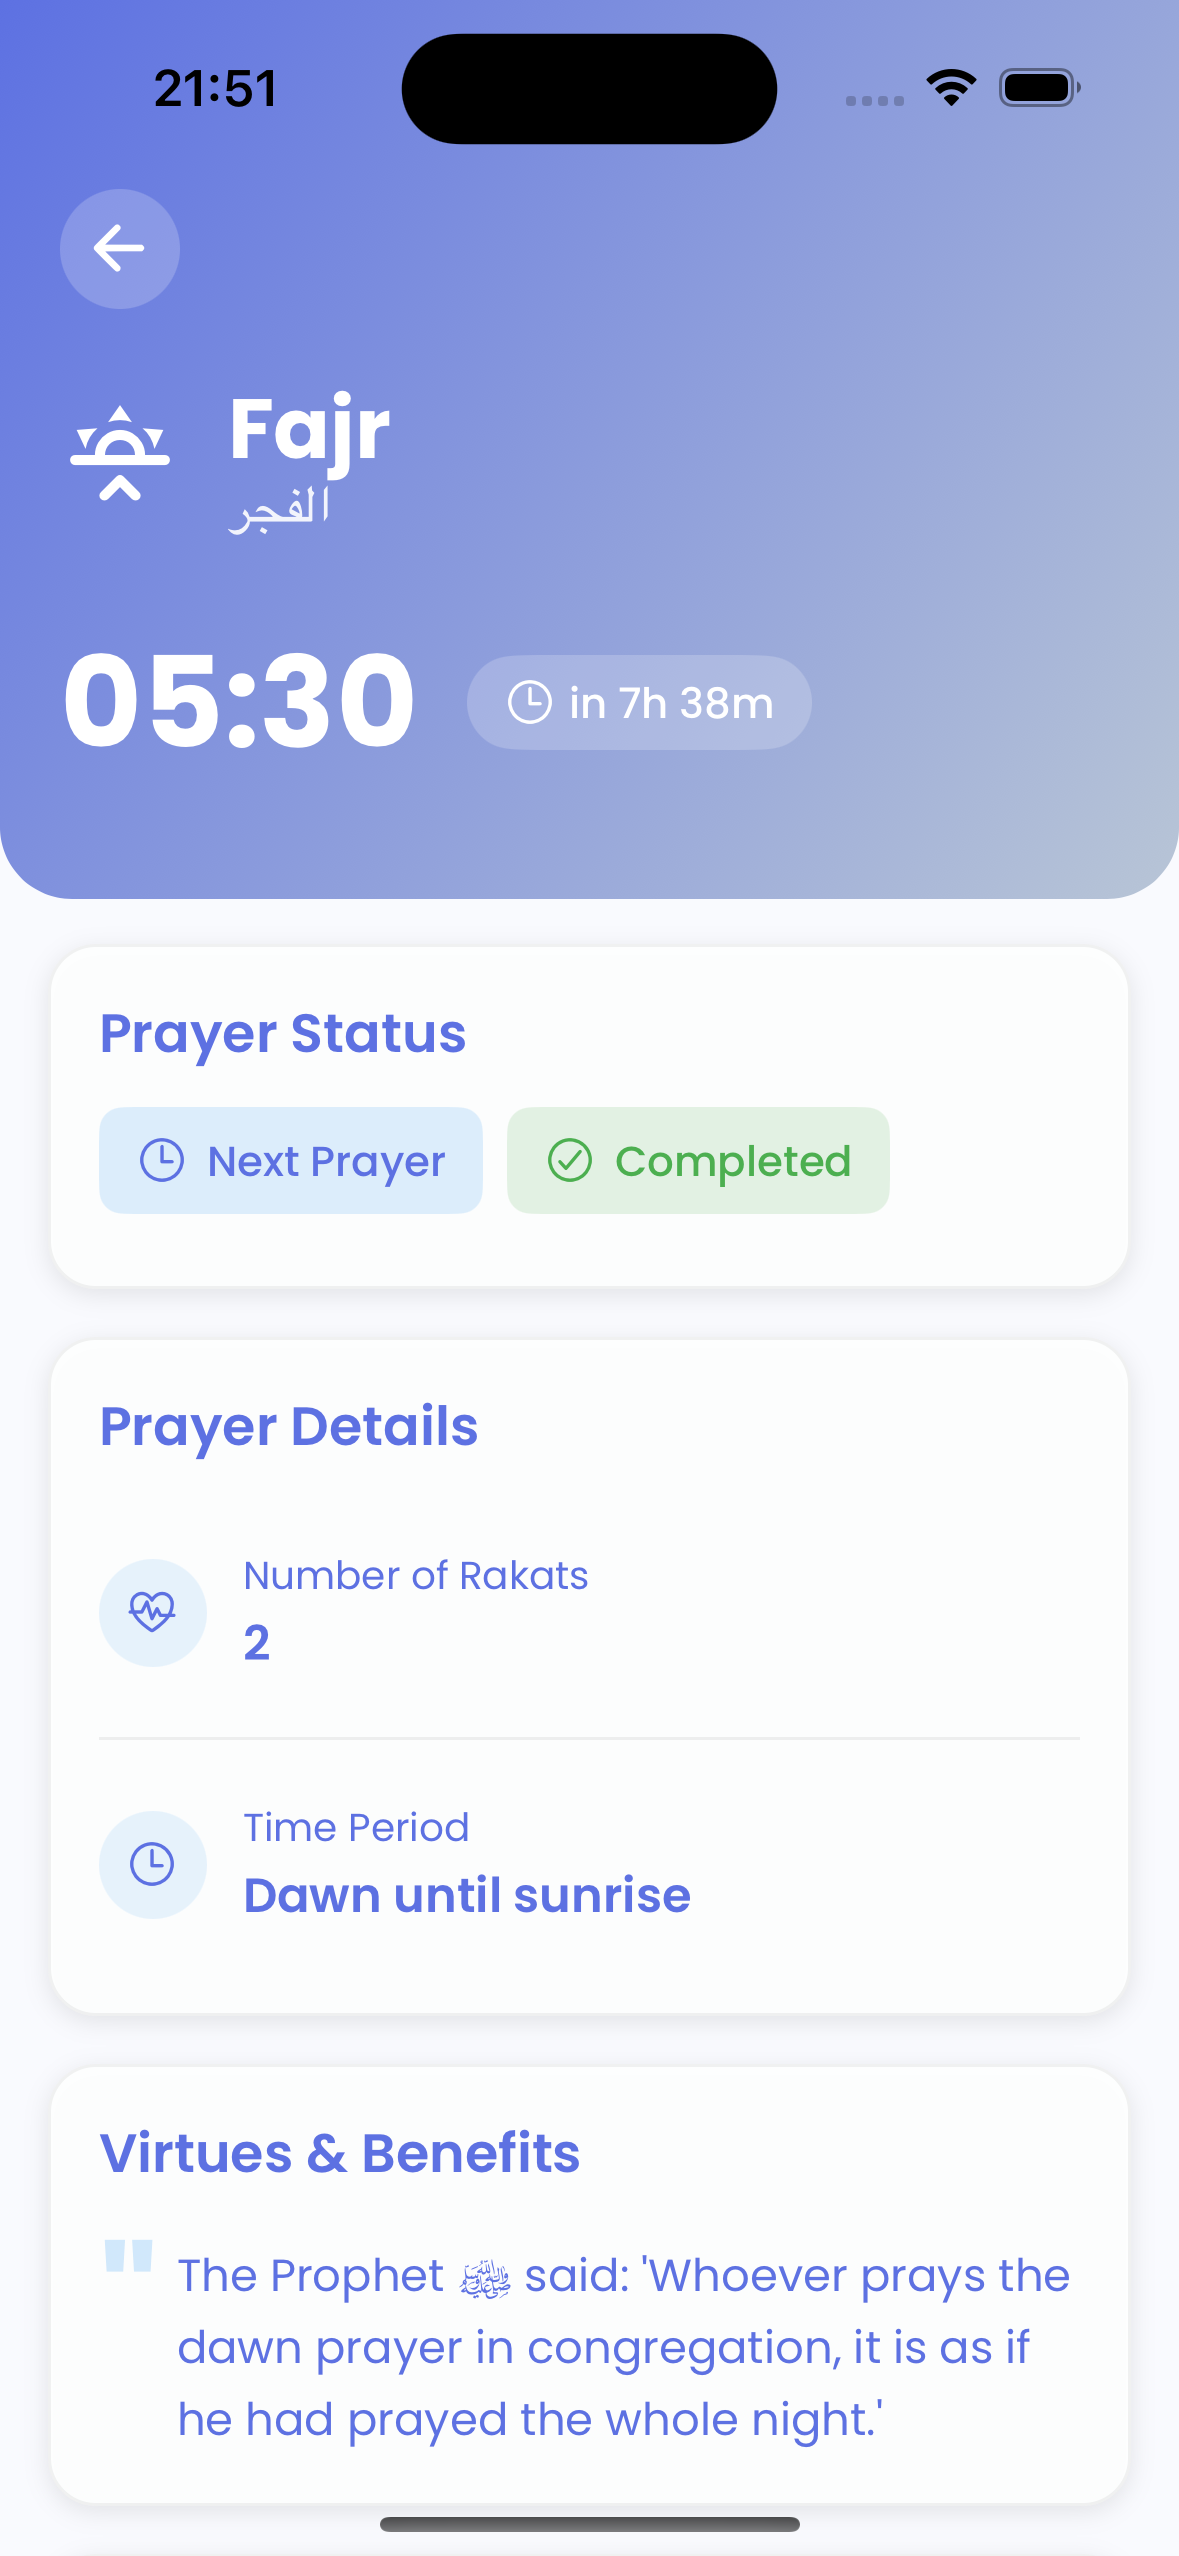 21:51
Fajr
الفجر
05:30
in 7h 38m
Prayer Status
Next Prayer
Completed
Prayer Details
Number of Rakats
2
Time Period
Dawn until sunrise
Virtues & Benefits
"
The Prophet ﷺ said: 'Whoever prays the
dawn prayer in congregation, it is as if
he had prayed the whole night.'